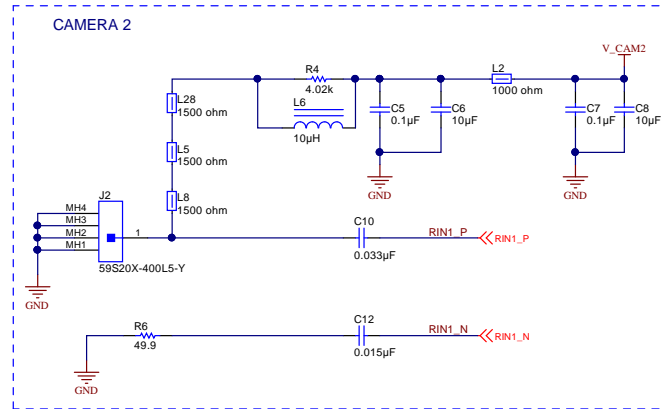 CAMERA 2
V_CAM2
R4
4.02k
L2
1000 ohm
L28
1500 ohm
L6
10µH
C5
0.1µF
C6
10µF
C7
0.1µF
C8
10µF
L5
1500 ohm
GND
GND
L8
1500 ohm
J2
MH4
MH3
MH2
MH1
1
59S20X-400L5-Y
GND
C10
0.033µF
RIN1_P
RIN1_P
R6
49.9
GND
C12
0.015µF
RIN1_N
RIN1_N